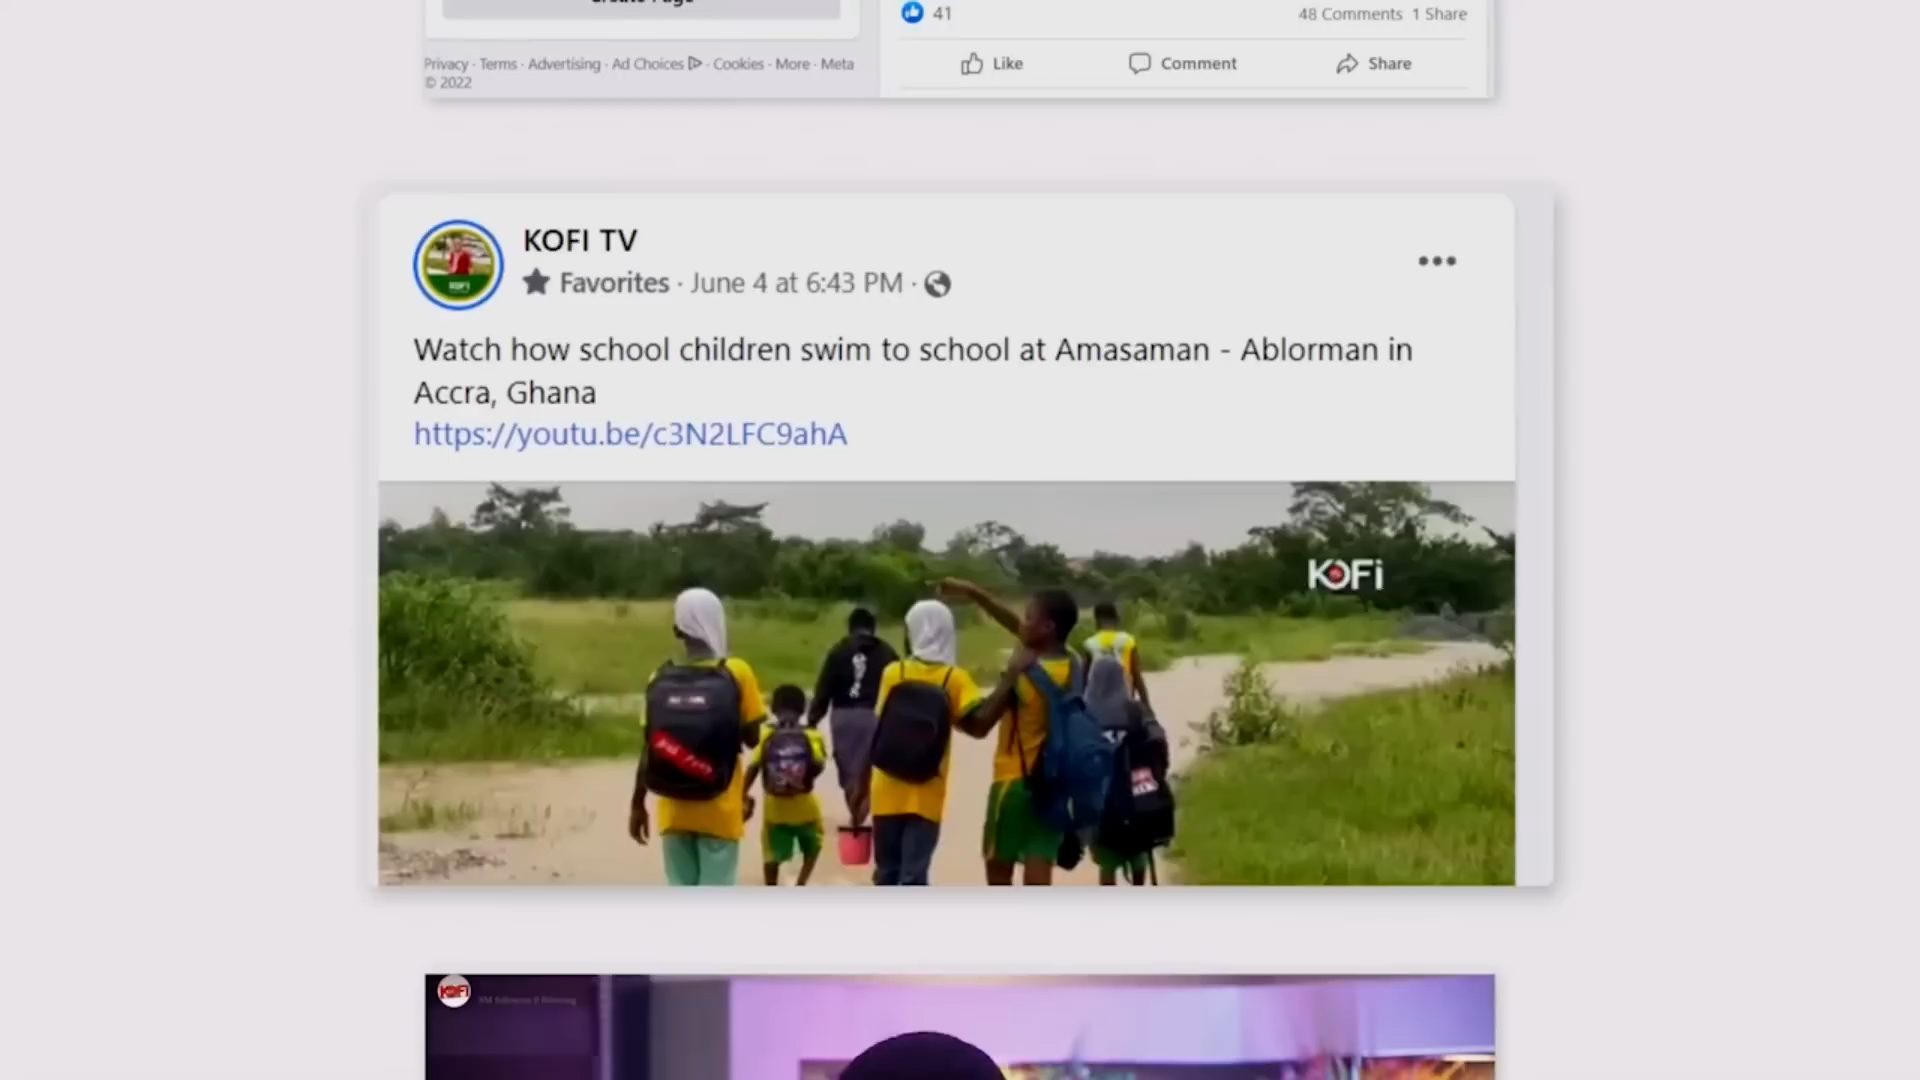 41
48 Comments 1 Share
Privacy · Terms · Advertising · Ad Choices · Cookies · More · Meta
© 2022
Like
Comment
Share
KOFI TV
Favorites · June 4 at 6:43 PM ·
Watch how school children swim to school at Amasaman - Ablorman in
Accra, Ghana
https://youtu.be/c3N2LFC9ahA
KOFi
KOFI